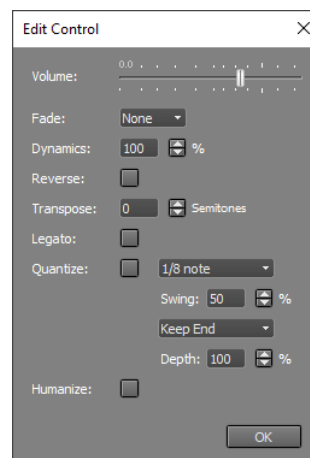 Edit Control
Volume: 0.0
Fade: None
Dynamics: 100 %
Reverse:
Transpose: 0 Semitones
Legato:
Quantize: 1/8 note
Swing: 50 %
Keep End
Depth: 100 %
Humanize:
OK